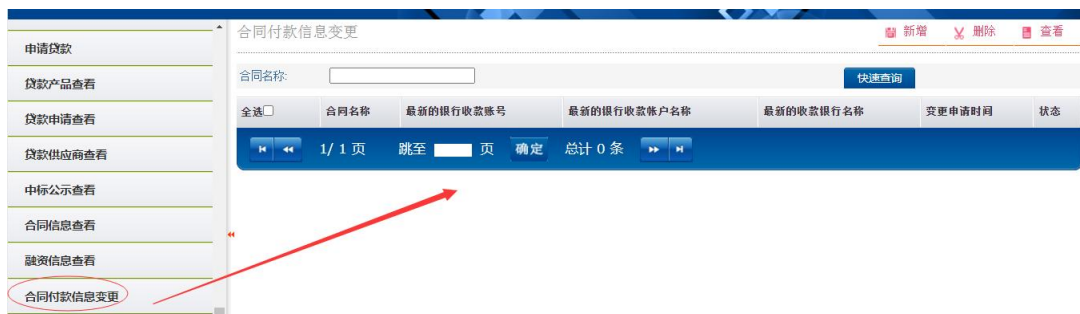 合同付款信息变更
新增 删除 查看
申请贷款
合同名称: 快速查询
贷款产品查看
全选 合同名称 最新的银行收款账号 最新的银行收款帐户名称 最新的收款银行名称 变更申请时间 状态
贷款申请查看
1/ 1 页 跳至 页 确定 总计 0 条
贷款供应商查看
中标公示查看
合同信息查看
融资信息查看
合同付款信息变更